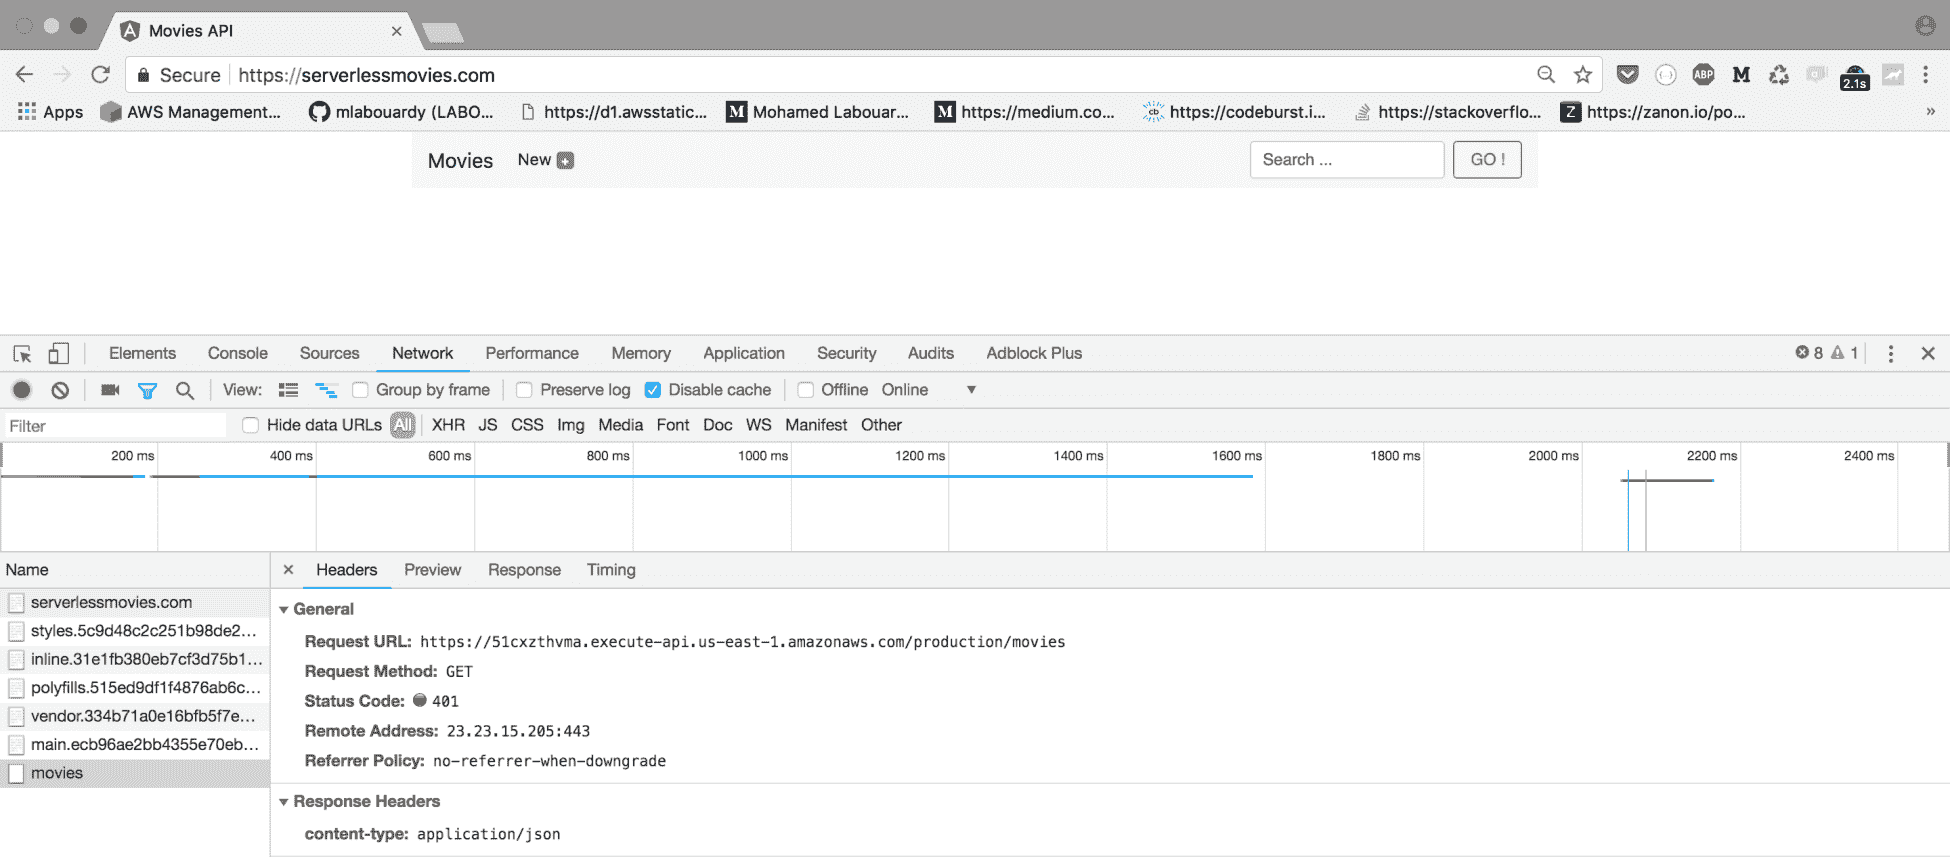 Movies API
Secure https://serverlessmovies.com
ABP M 2.1s
Apps AWS Management... mlabouardy (LABO... https://d1.awsstatic... M Mohamed Labouar... M https://medium.co... cb https://codeburst.i... https://stackoverflo... Z https://zanon.io/po... »
Movies New + Search ... GO !
Elements Console Sources Network Performance Memory Application Security Audits Adblock Plus 8 1
View: Group by frame Preserve log Disable cache Offline Online
Filter Hide data URLs All XHR JS CSS Img Media Font Doc WS Manifest Other
200 ms 400 ms 600 ms 800 ms 1000 ms 1200 ms 1400 ms 1600 ms 1800 ms 2000 ms 2200 ms 2400 ms
Name Headers Preview Response Timing
serverlessmovies.com
styles.5c9d48c2c251b98de2...
inline.31e1fb380eb7cf3d75b1...
polyfills.515ed9df1f4876ab6c...
vendor.334b71a0e16bfb5f7e...
main.ecb96ae2bb4355e70eb...
movies
General
Request URL: https://51cxzthvma.execute-api.us-east-1.amazonaws.com/production/movies
Request Method: GET
Status Code: 401
Remote Address: 23.23.15.205:443
Referrer Policy: no-referrer-when-downgrade
Response Headers
content-type: application/json